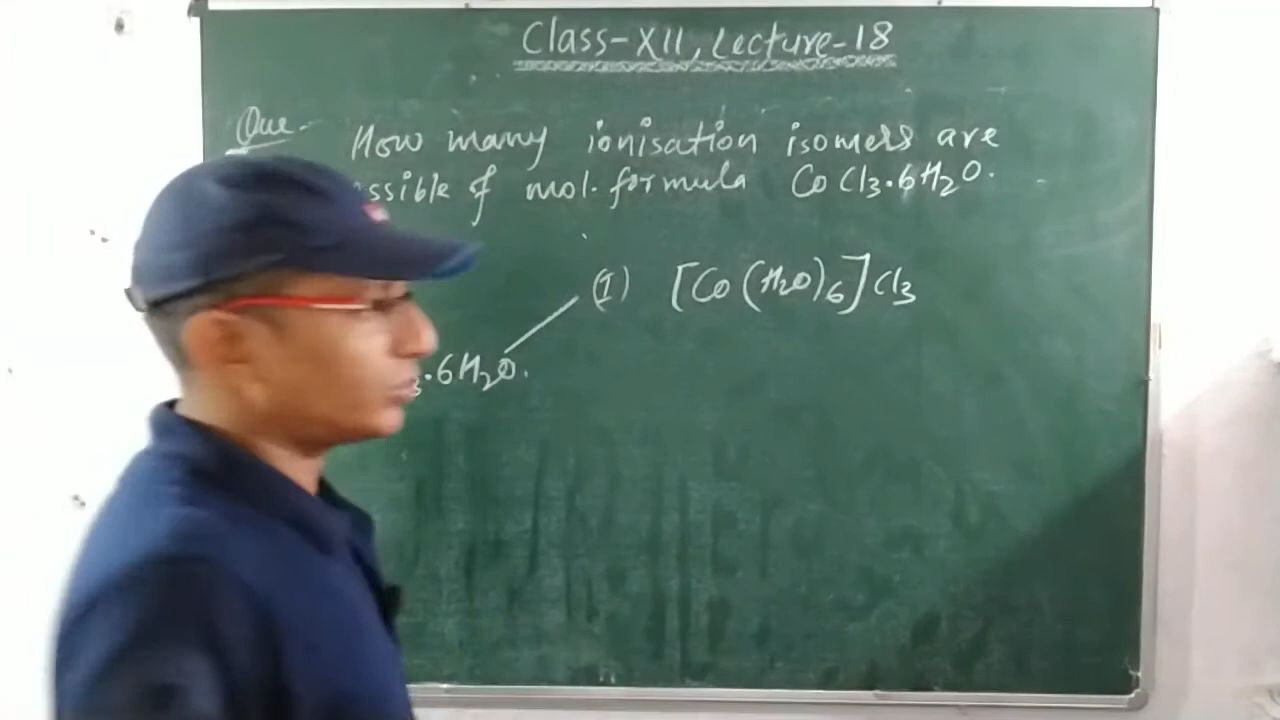 Class-XII, Lecture-18
Que- How many ionisation isomers are
ssible of mol. formula CoCl₃.6H₂O.
(I) [Co(H₂O)₆]Cl₃
₃.6H₂O.